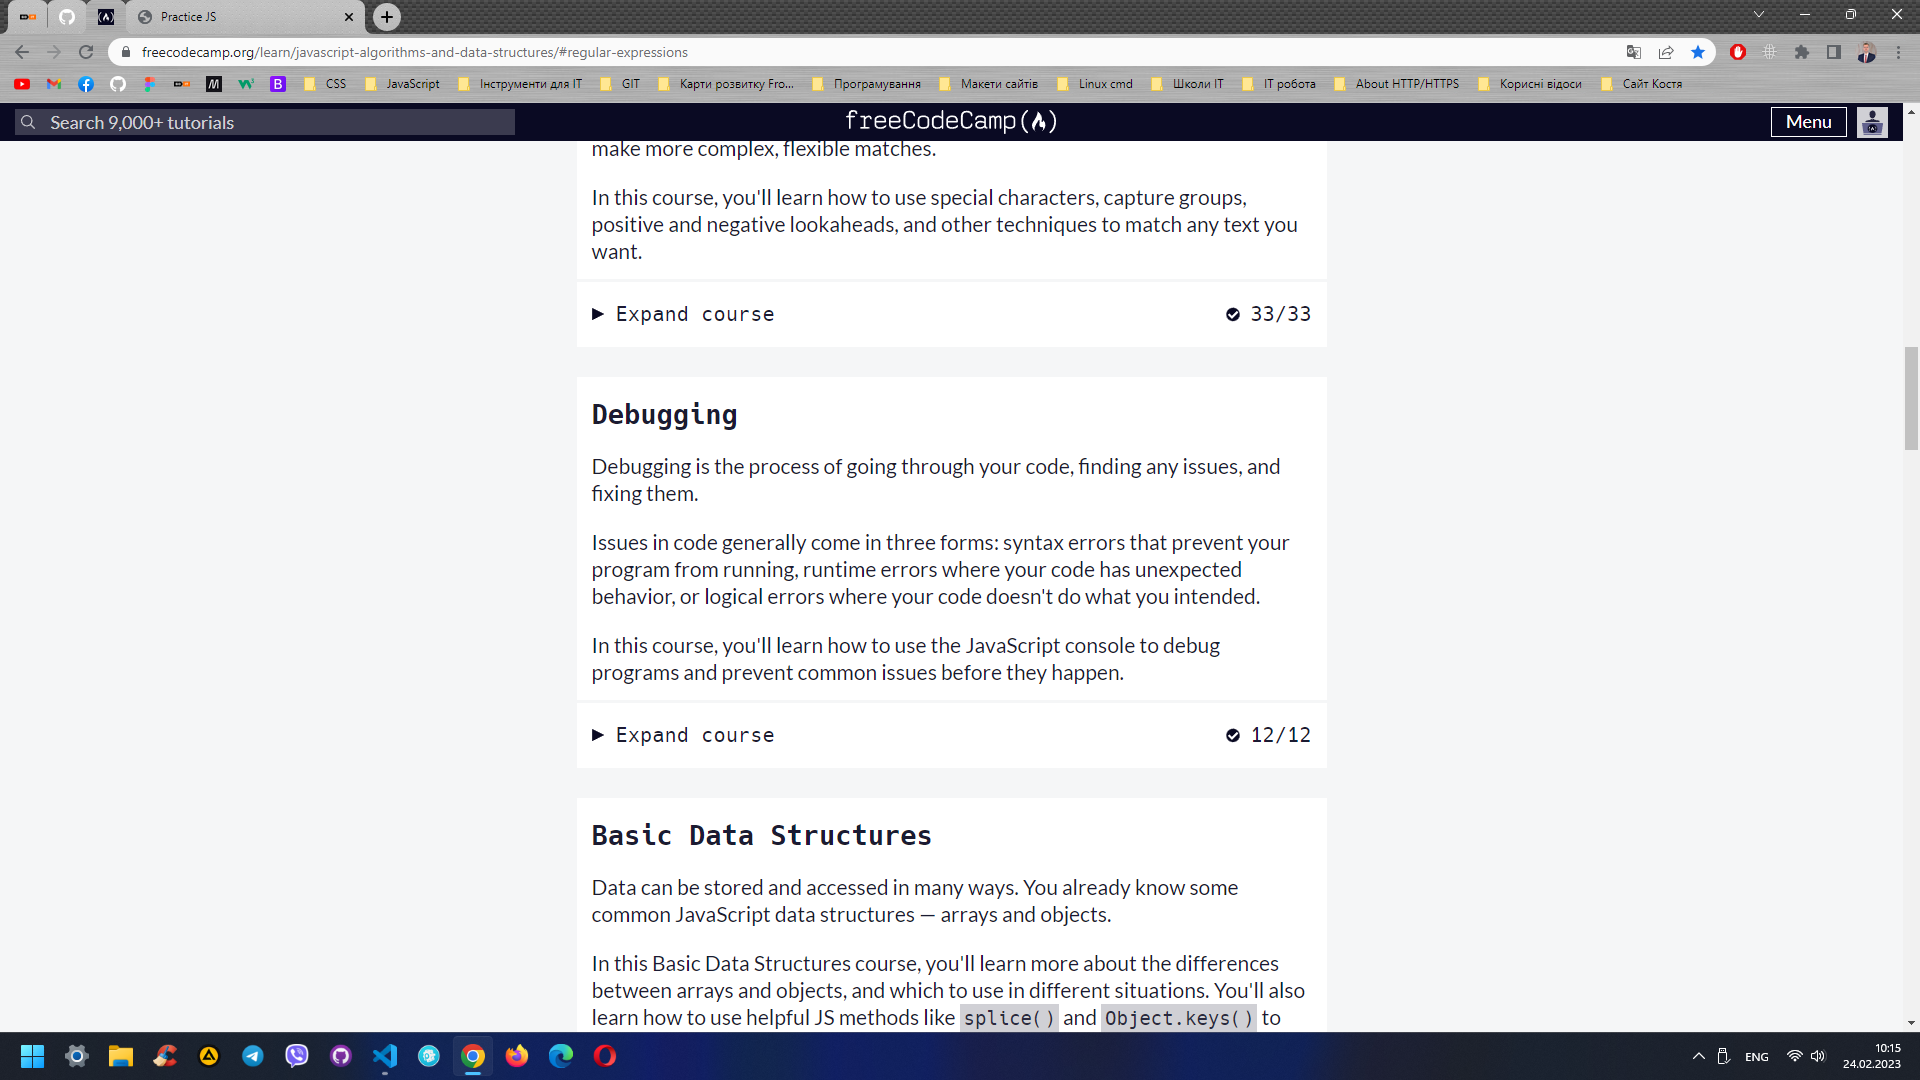 Practice JS
freecodecamp.org/learn/javascript-algorithms-and-data-structures/#regular-expressions
CSS JavaScript Інструменти для ІТ GIT Карти розвитку Fro... Програмування Макети сайтів Linux cmd Школи ІТ ІТ робота About HTTP/HTTPS Корисні відоси Сайт Костя
Search 9,000+ tutorials
freeCodeCamp
Menu
make more complex, flexible matches.
In this course, you'll learn how to use special characters, capture groups,
positive and negative lookaheads, and other techniques to match any text you
want.
Expand course 33/33
Debugging
Debugging is the process of going through your code, finding any issues, and
fixing them.
Issues in code generally come in three forms: syntax errors that prevent your
program from running, runtime errors where your code has unexpected
behavior, or logical errors where your code doesn't do what you intended.
In this course, you'll learn how to use the JavaScript console to debug
programs and prevent common issues before they happen.
Expand course 12/12
Basic Data Structures
Data can be stored and accessed in many ways. You already know some
common JavaScript data structures — arrays and objects.
In this Basic Data Structures course, you'll learn more about the differences
between arrays and objects, and which to use in different situations. You'll also
learn how to use helpful JS methods like splice() and Object.keys() to
ENG
10:15
24.02.2023